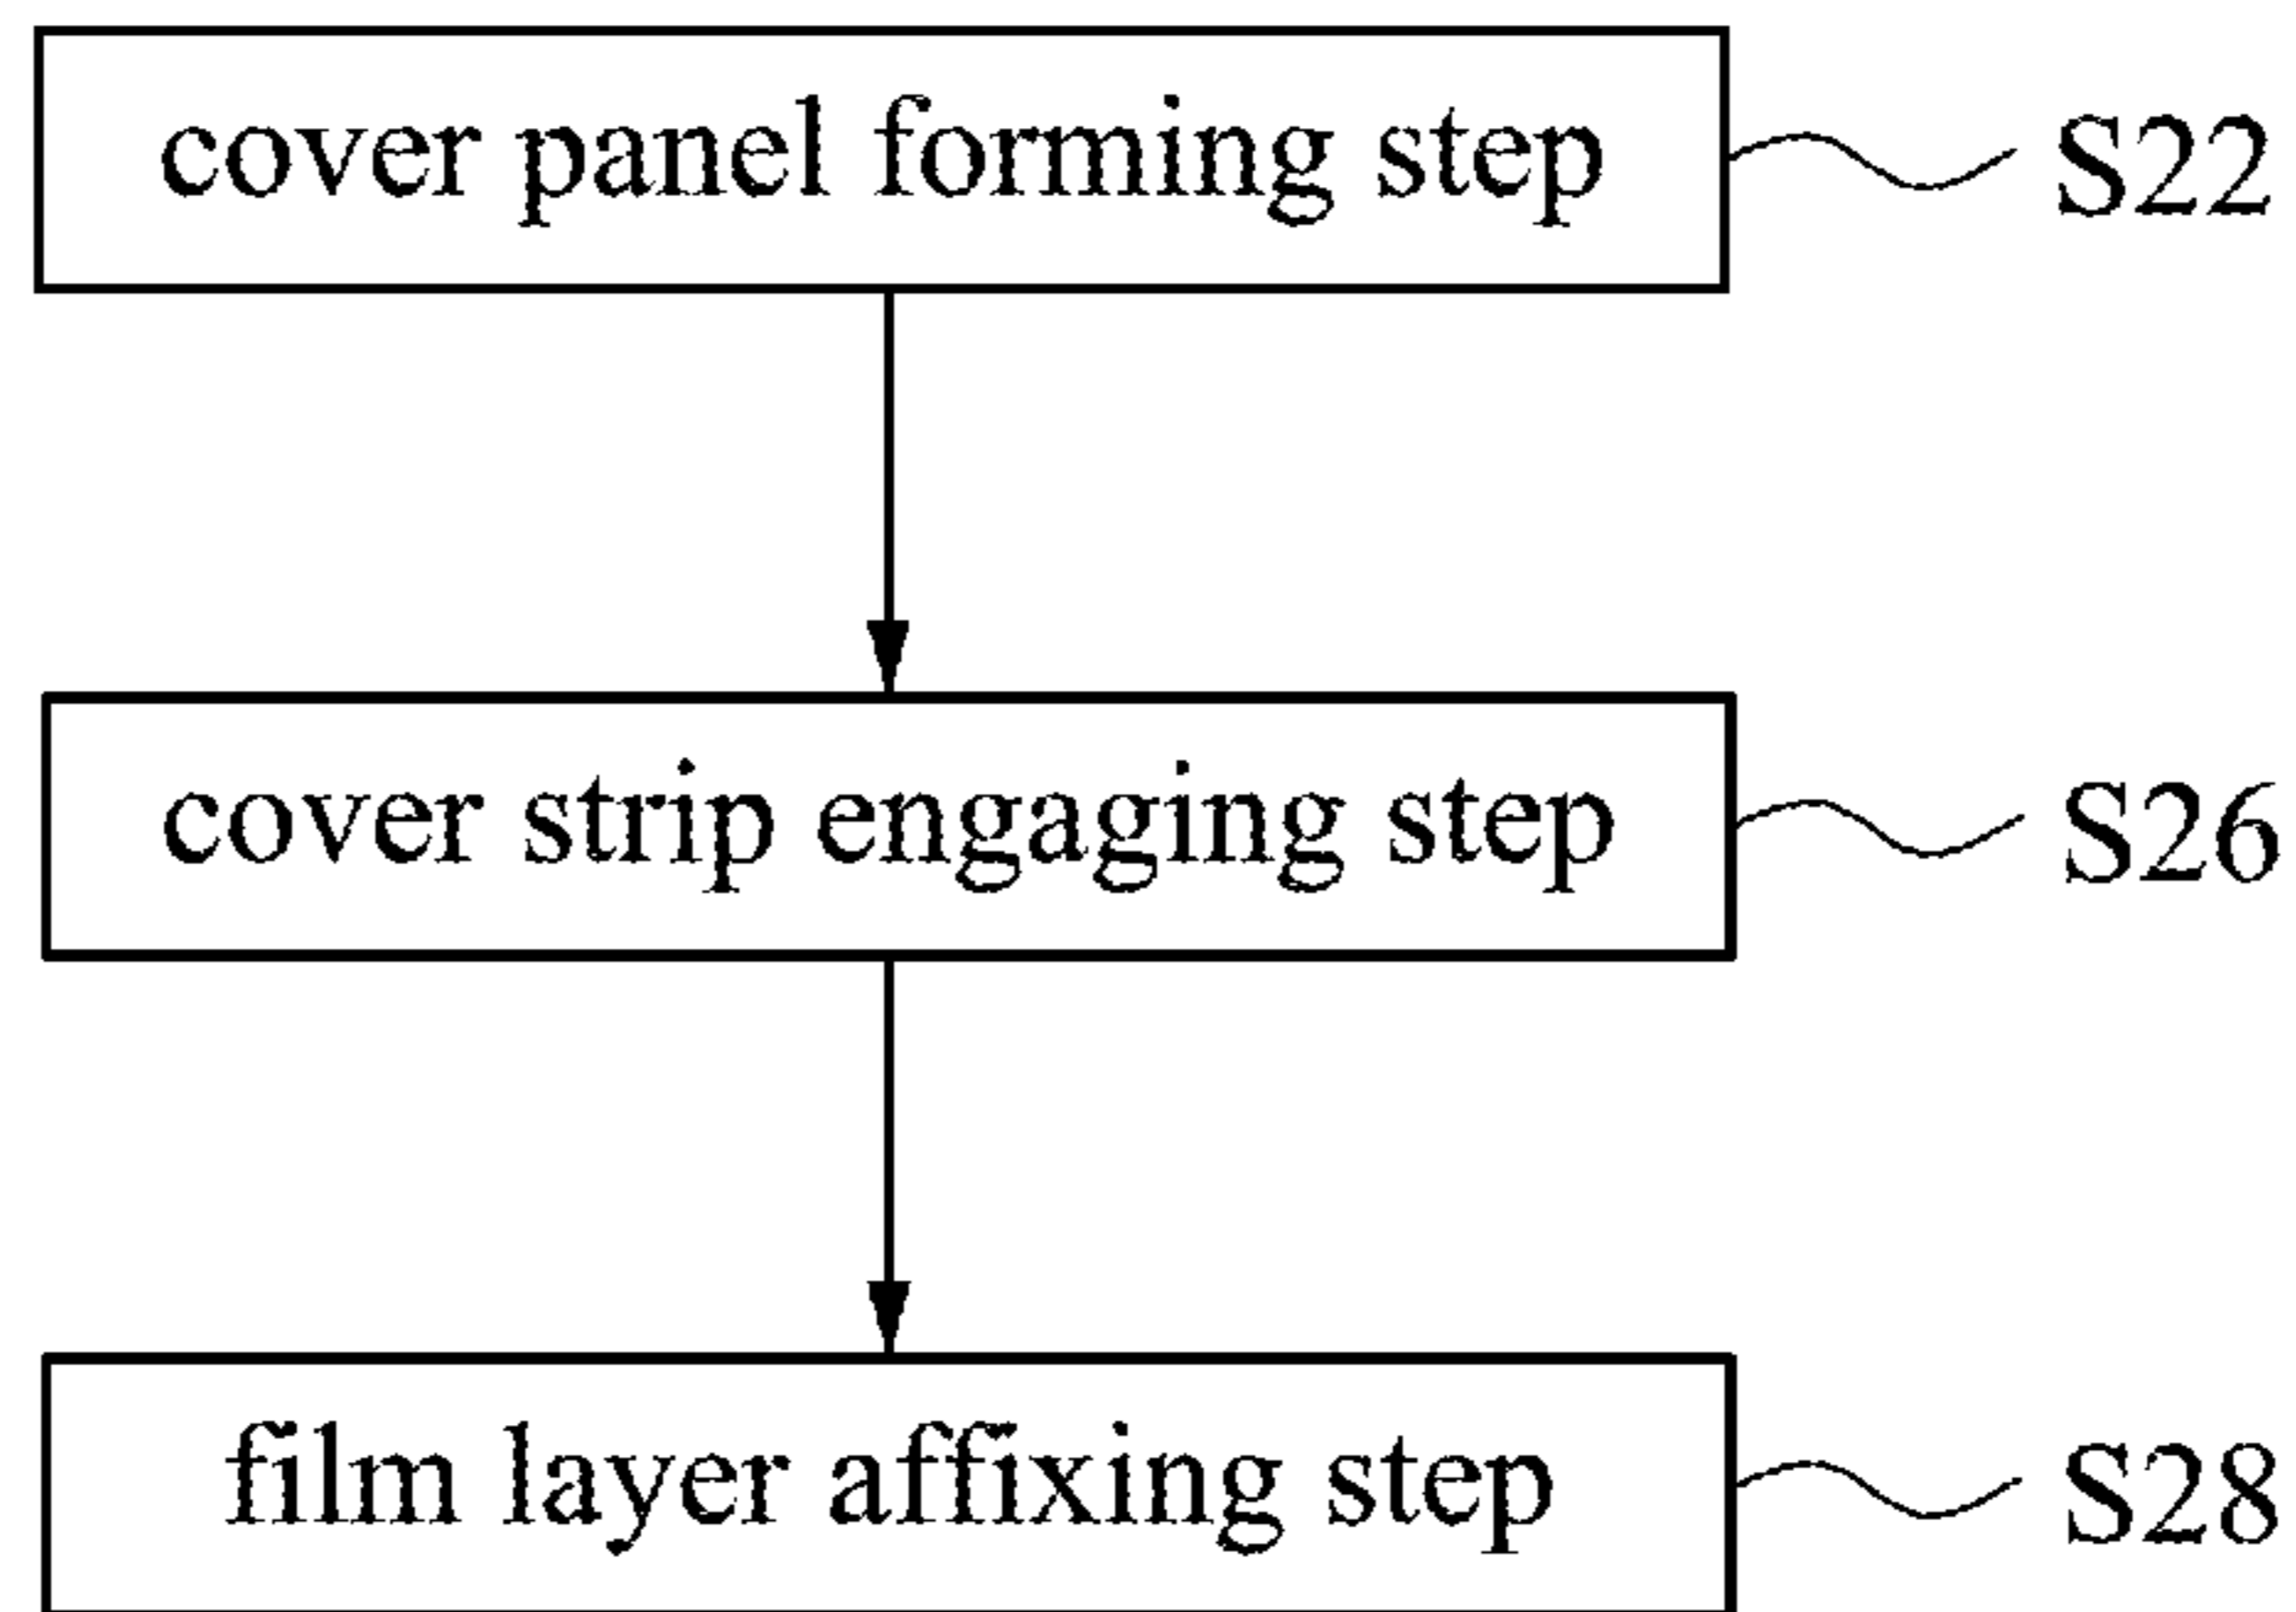 cover panel forming step S22
cover strip engaging step S26
film layer affixing step S28